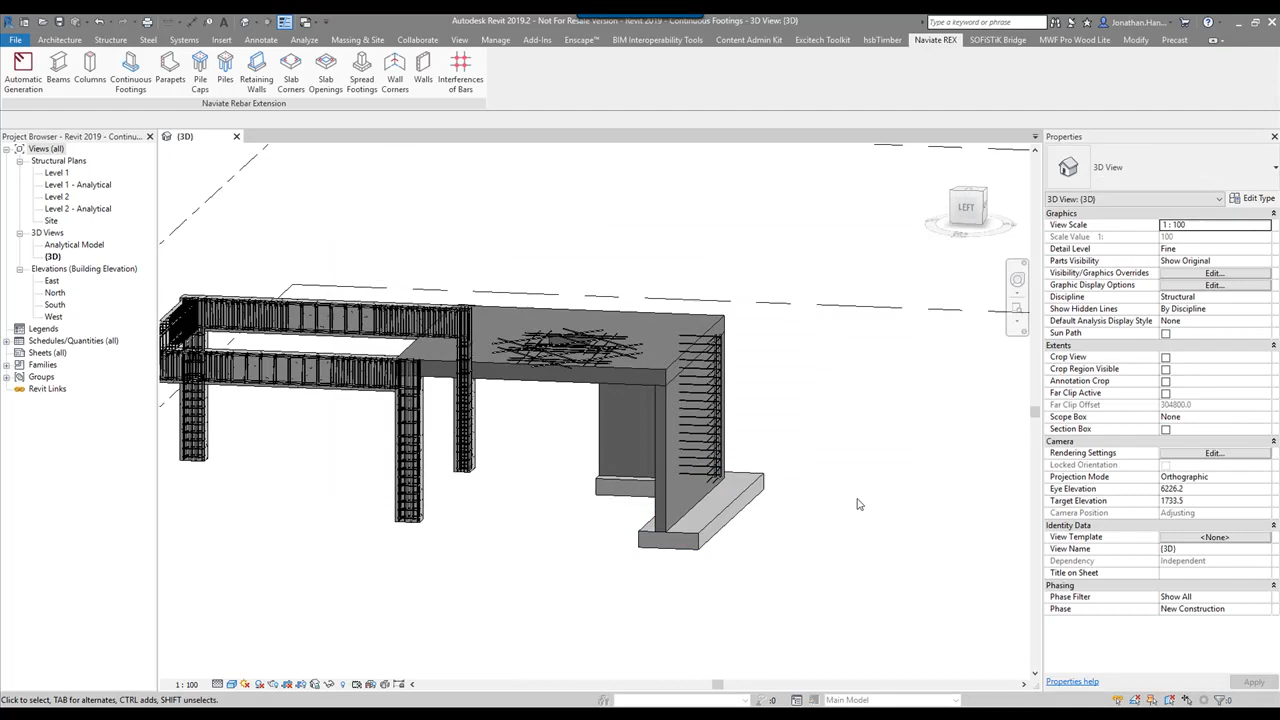 Autodesk Revit 2019.2 - Not For Resale Version - Continuous Footings - 3D View: {3D}
Type a keyword or phrase
Jonathan.Han...
File Architecture Structure Steel Systems Insert Annotate Analyze Massing & Site Collaborate View Manage Add-Ins Enscape™ BIM Interoperability Tools Content Admin Kit Excitech Toolkit hsbTimber Naviate REX SOFiSTiK Bridge MWF Pro Wood Lite Modify Precast
Automatic Generation
Beams
Columns
Continuous Footings
Parapets
Pile Caps
Piles
Retaining Walls
Slab Corners
Slab Openings
Spread Footings
Wall Corners
Walls
Interferences of Bars
Naviate Rebar Extension
Project Browser - Revit 2019 - Continu...
{3D}
Properties
Views (all)
Structural Plans
Level 1
Level 1 - Analytical
Level 2
Level 2 - Analytical
Site
3D Views
Analytical Model
{3D}
Elevations (Building Elevation)
East
North
South
West
Legends
Schedules/Quantities (all)
Sheets (all)
Families
Groups
Revit Links
LEFT
3D View
3D View: {3D} Edit Type
Graphics
View Scale 1 : 100
Scale Value 1: 100
Detail Level Fine
Parts Visibility Show Original
Visibility/Graphics Overrides Edit...
Graphic Display Options Edit...
Discipline Structural
Show Hidden Lines By Discipline
Default Analysis Display Style None
Sun Path
Extents
Crop View
Crop Region Visible
Annotation Crop
Far Clip Active
Far Clip Offset 304800.0
Scope Box None
Section Box
Camera
Rendering Settings Edit...
Locked Orientation
Projection Mode Orthographic
Eye Elevation 6226.2
Target Elevation 1733.5
Camera Position Adjusting
Identity Data
View Template <None>
View Name {3D}
Dependency Independent
Title on Sheet
Phasing
Phase Filter Show All
Phase New Construction
Properties help Apply
1 : 100
Click to select, TAB for alternates, CTRL adds, SHIFT unselects.
:0
Main Model
:0